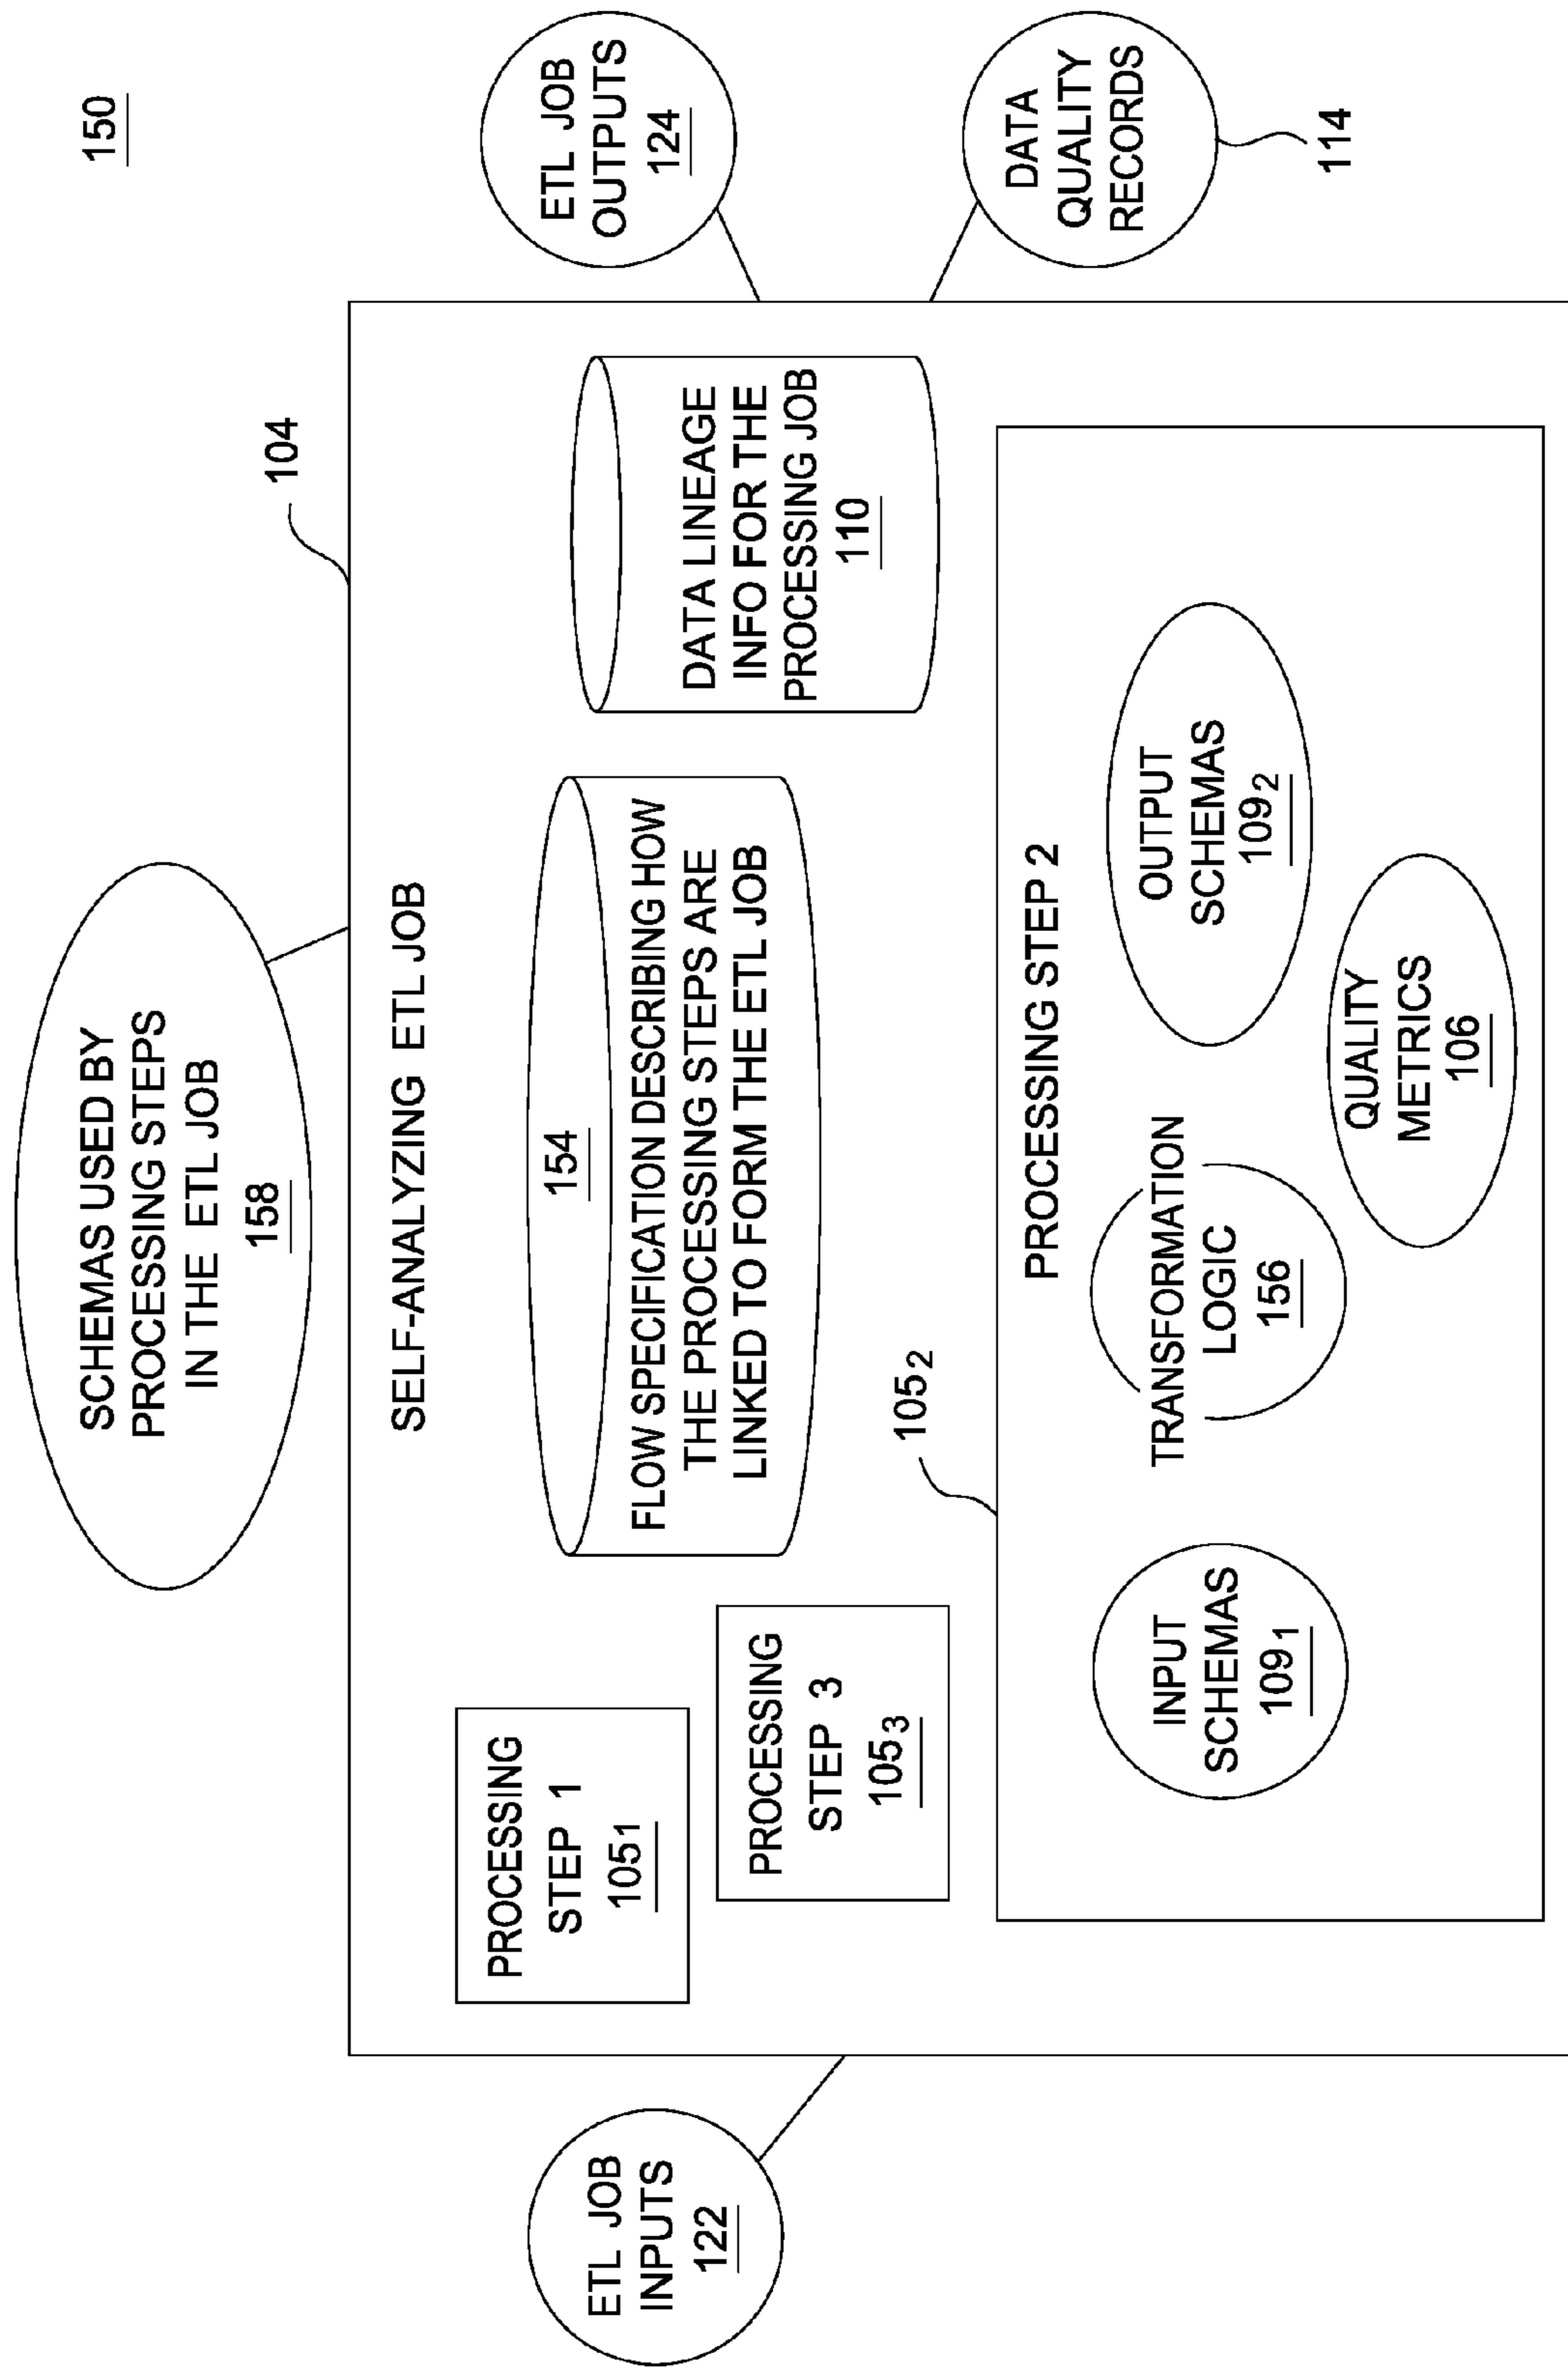 150
SCHEMAS USED BY
PROCESSING STEPS
IN THE ETL JOB
158
104
SELF-ANALYZING ETL JOB
ETL JOB
INPUTS
122
PROCESSING
STEP 1
105₁
PROCESSING
STEP 3
105₃
154
FLOW SPECIFICATION DESCRIBING HOW
THE PROCESSING STEPS ARE
LINKED TO FORM THE ETL JOB
DATA LINEAGE
INFO FOR THE
PROCESSING JOB
110
ETL JOB
OUTPUTS
124
DATA
QUALITY
RECORDS
114
105₂
PROCESSING STEP 2
INPUT
SCHEMAS
109₁
TRANSFORMATION
LOGIC
156
OUTPUT
SCHEMAS
109₂
QUALITY
METRICS
106